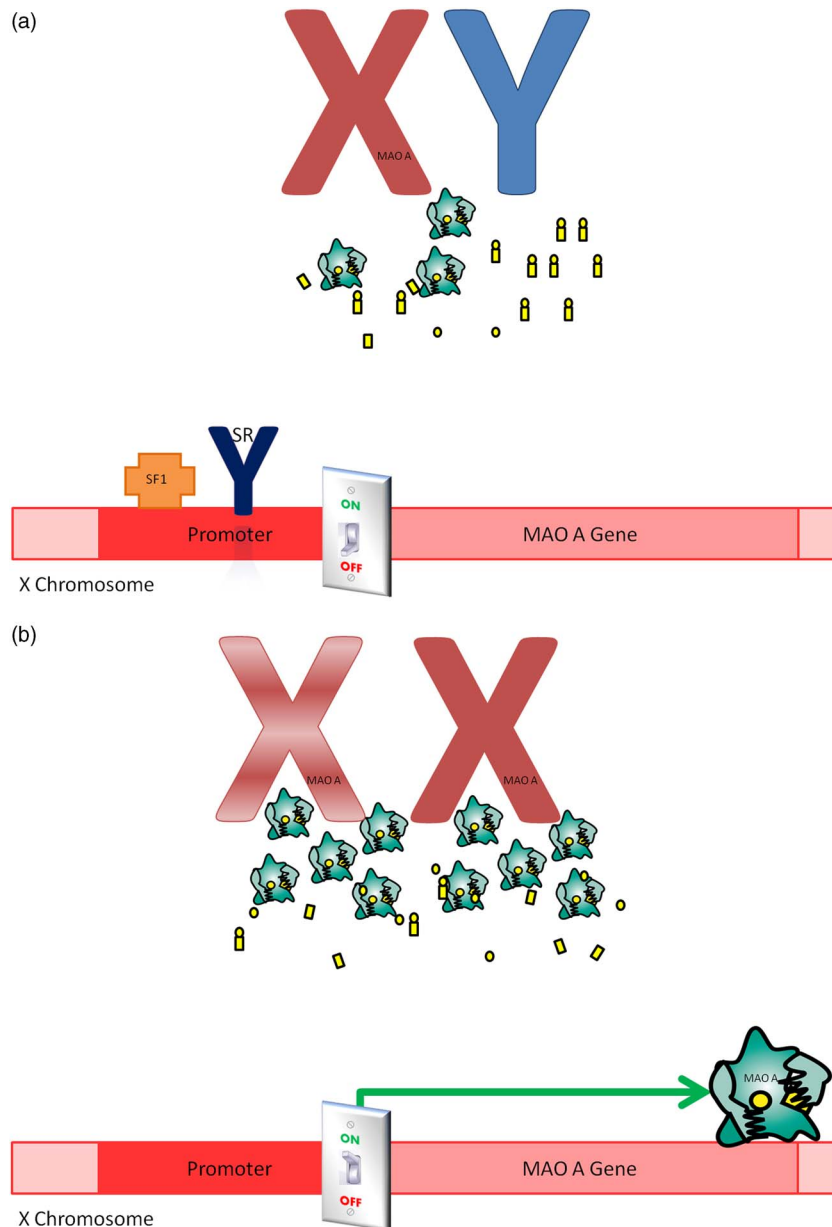 (a)
X Y
MAO A
SR
SF1
ON
Promoter
MAO A Gene
OFF
X Chromosome
(b)
X X
MAO A
MAO A
MAO A
ON
Promoter
MAO A Gene
OFF
X Chromosome